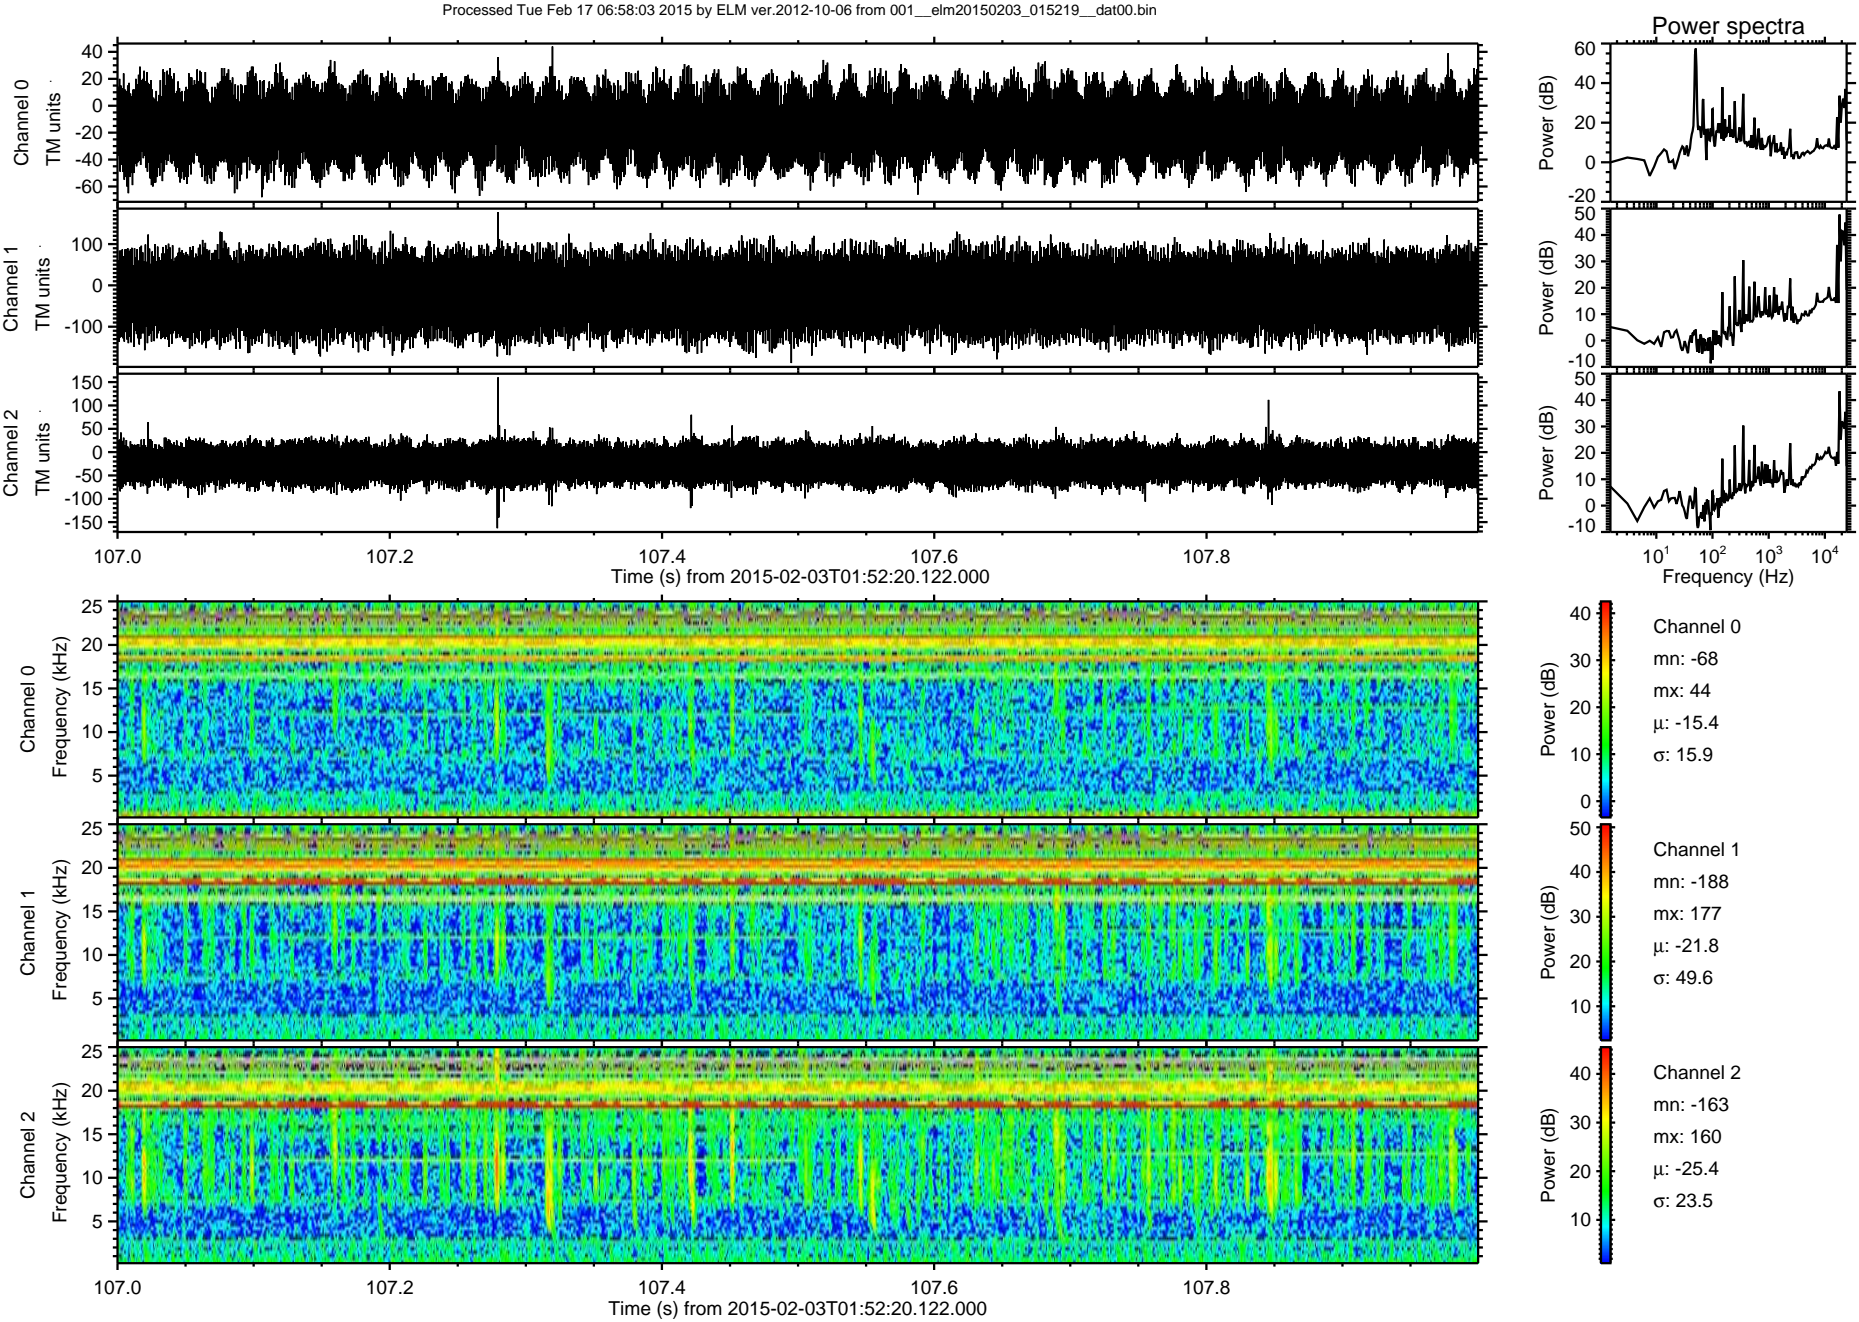 Processed Tue Feb 17 06:58:03 2015 by ELM ver.2012-10-06 from 001__elm20150203_015219__dat00.bin
Power spectra
Channel 0
TM units
40
20
0
-20
-40
-60
Power (dB)
60
40
20
0
-20
Channel 1
TM units
100
0
-100
Power (dB)
50
40
30
20
10
0
-10
Channel 2
TM units
150
100
50
0
-50
-100
-150
Power (dB)
50
40
30
20
10
0
-10
107.0 107.2 107.4 107.6 107.8
Time (s) from 2015-02-03T01:52:20.122.000
10^1 10^2 10^3 10^4
Frequency (Hz)
Channel 0
Frequency (kHz)
25
20
15
10
5
Power (dB)
40
30
20
10
0
Channel 0
mn: -68
mx: 44
μ: -15.4
σ: 15.9
Channel 1
Frequency (kHz)
25
20
15
10
5
Power (dB)
50
40
30
20
10
Channel 1
mn: -188
mx: 177
μ: -21.8
σ: 49.6
Channel 2
Frequency (kHz)
25
20
15
10
5
Power (dB)
40
30
20
10
Channel 2
mn: -163
mx: 160
μ: -25.4
σ: 23.5
107.0 107.2 107.4 107.6 107.8
Time (s) from 2015-02-03T01:52:20.122.000